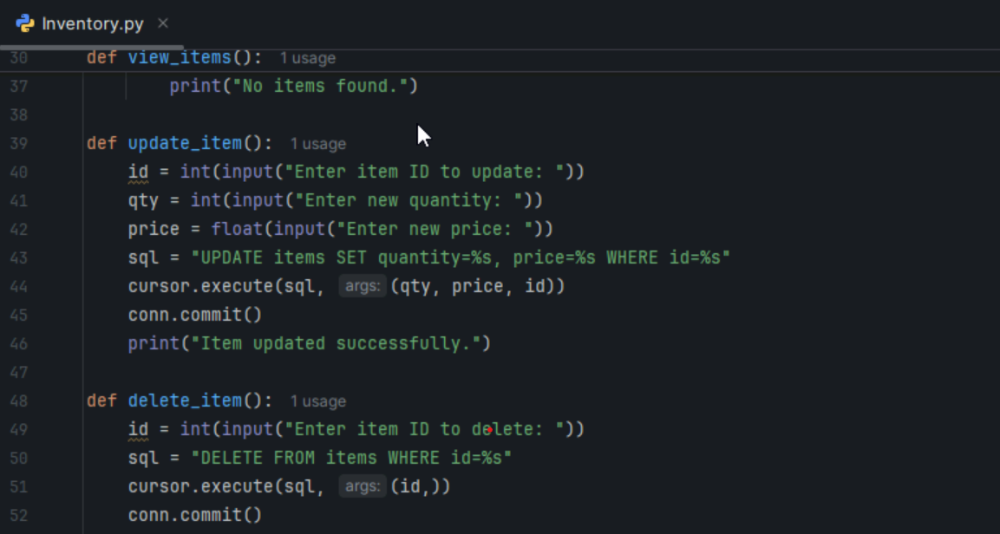 Inventory.py ×
30 def view_items(): 1 usage
37 print("No items found.")
38
39 def update_item(): 1 usage
40 id = int(input("Enter item ID to update: "))
41 qty = int(input("Enter new quantity: "))
42 price = float(input("Enter new price: "))
43 sql = "UPDATE items SET quantity=%s, price=%s WHERE id=%s"
44 cursor.execute(sql, args: (qty, price, id))
45 conn.commit()
46 print("Item updated successfully.")
47
48 def delete_item(): 1 usage
49 id = int(input("Enter item ID to delete: "))
50 sql = "DELETE FROM items WHERE id=%s"
51 cursor.execute(sql, args: (id,))
52 conn.commit()